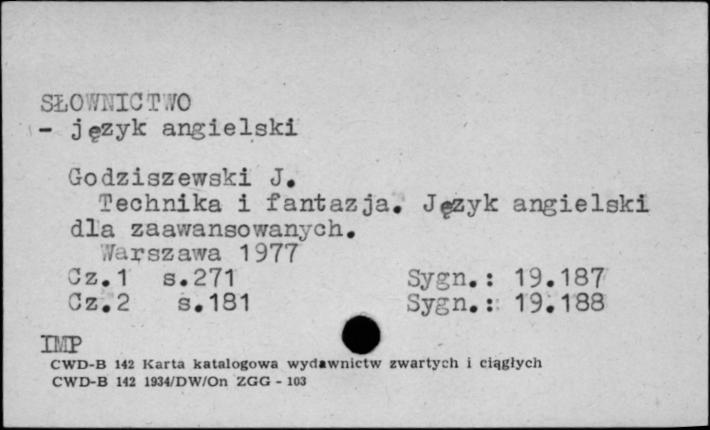 SŁOWNICTWO
- język angielski
Godziszewski J.
Technika i fantazja. Język angielski
dla zaawansowanych.
Warszawa 1977
Cz.1 s.271 Sygn.: 19.187
Cz.2 s.181 Sygn.: 19.188
IMP
CWD-B 142 Karta katalogowa wydawnictw zwartych i ciągłych
CWD-B 142 1934/DW/On ZGG - 103